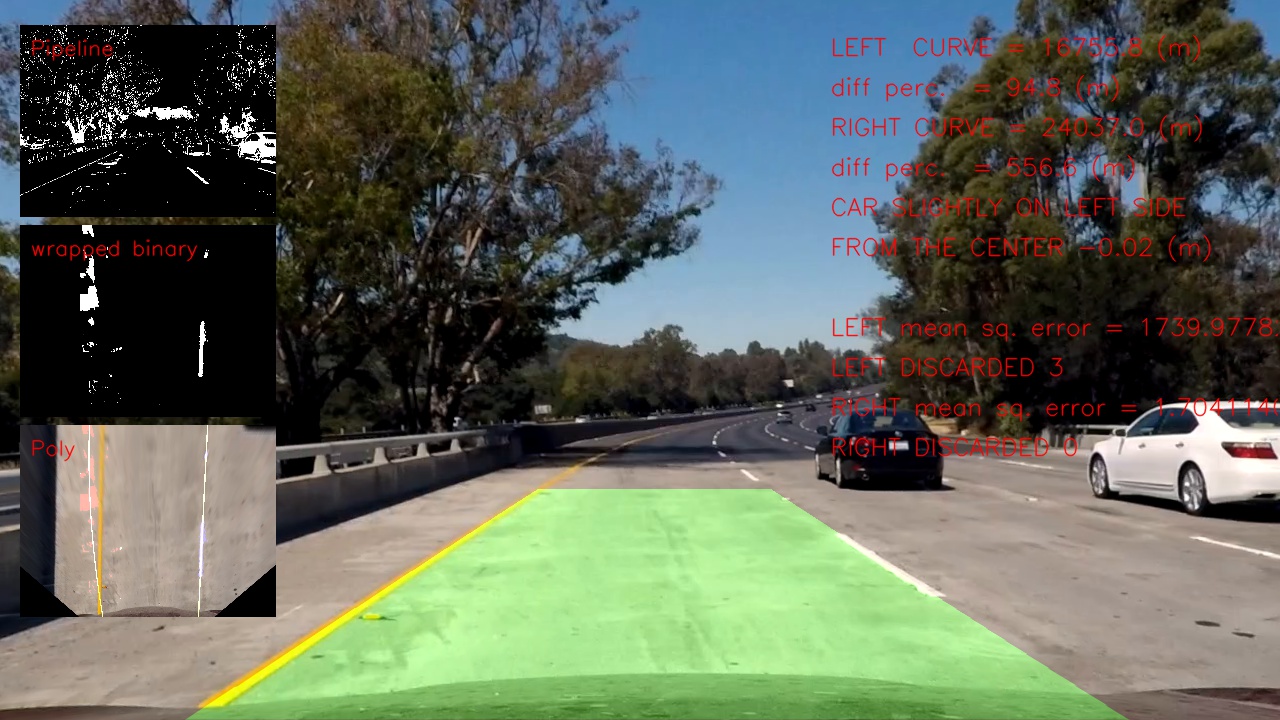 Pipeline
wrapped binary
Poly
LEFT CURVE = 16755.8 (m)
diff perc. = 94.8 (m)
RIGHT CURVE = 24037.0 (m)
diff perc. = 556.6 (m)
CAR SLIGHTLY ON LEFT SIDE
FROM THE CENTER -0.02 (m)
LEFT mean sq. error = 1739.9778
LEFT DISCARDED 3
RIGHT mean sq. error = 1.704114
RIGHT DISCARDED 0